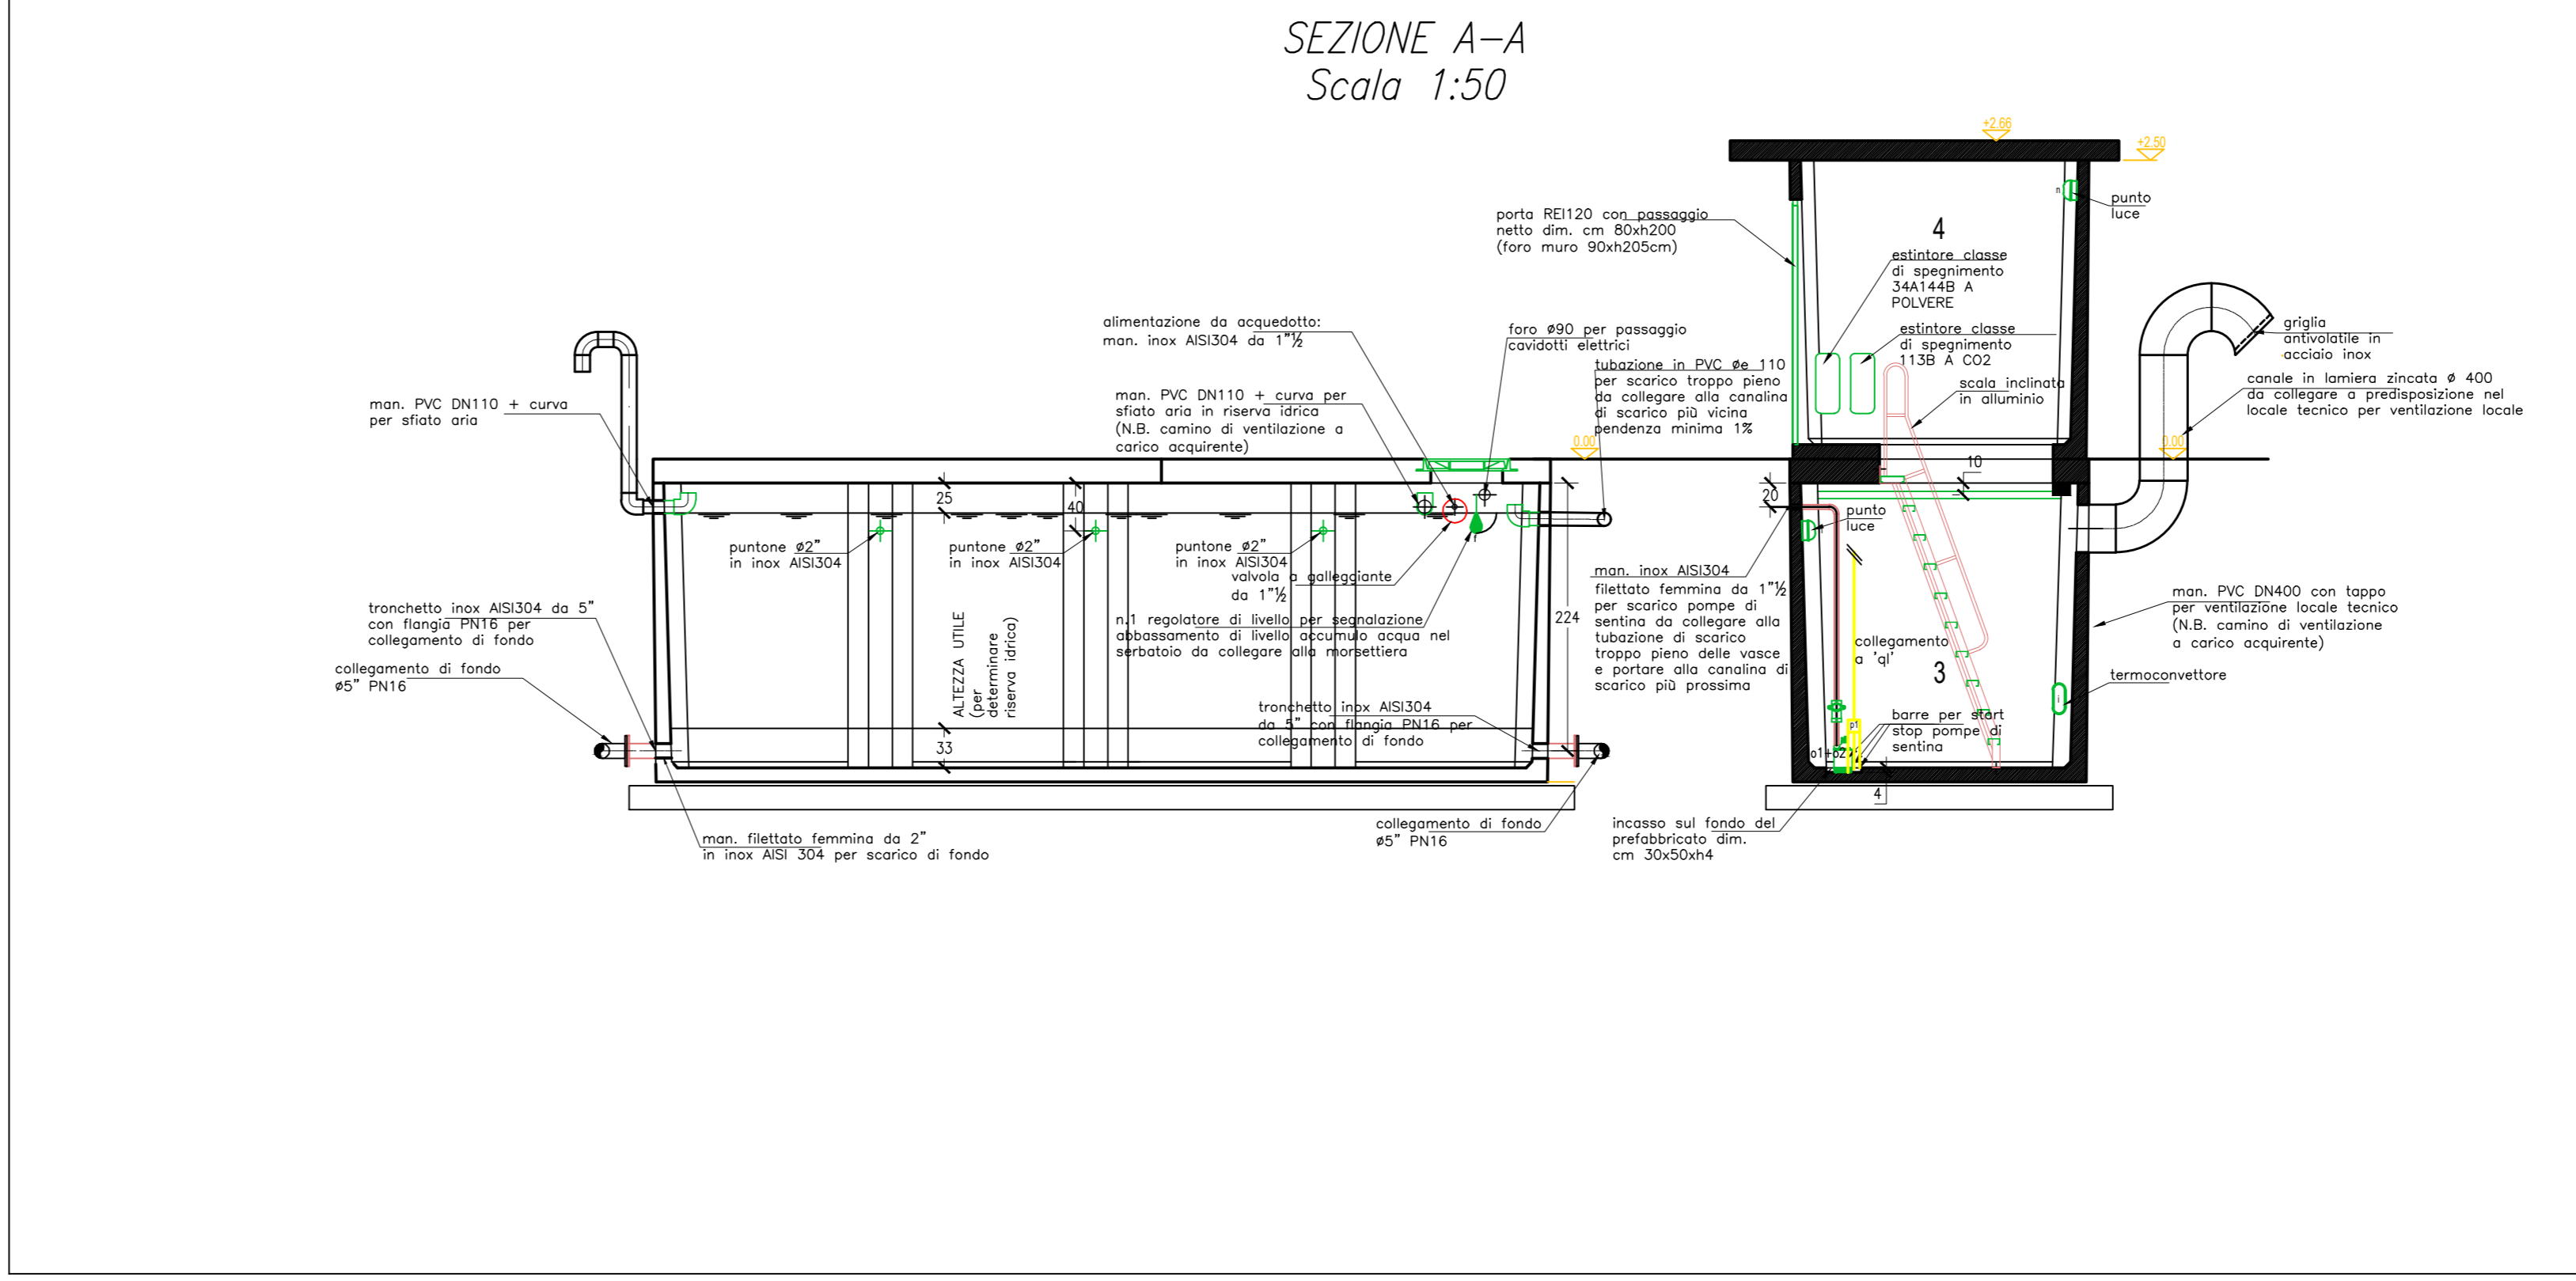 SEZIONE A-A
Scala 1:50
+2.66
+2.50
porta REI120 con passaggio
netto dim. cm 80xh200
(foro muro 90xh205cm)
n
punto
luce
4
estintore classe
di spegnimento
34A144B A
POLVERE
estintore classe
di spegnimento
113B A CO2
scala inclinata
in alluminio
griglia
antivolatile in
acciaio inox
canale in lamiera zincata ø 400
da collegare a predisposizione nel
locale tecnico per ventilazione locale
alimentazione da acquedotto:
man. inox AISI304 da 1"½
foro ø90 per passaggio
cavidotti elettrici
man. PVC DN110 + curva per
sfiato aria in riserva idrica
(N.B. camino di ventilazione a
carico acquirente)
tubazione in PVC øe 110
per scarico troppo pieno
da collegare alla canalina
di scarico più vicina
pendenza minima 1%
man. PVC DN110 + curva
per sfiato aria
0.00
0.00
25
40
20
10
punto
luce
puntone ø2"
in inox AISI304
puntone ø2"
in inox AISI304
puntone ø2"
in inox AISI304
valvola a galleggiante
da 1"½
f
n.1 regolatore di livello per segnalazione
abbassamento di livello accumulo acqua nel
serbatoio da collegare alla morsettiera
224
man. inox AISI304
filettato femmina da 1"½
per scarico pompe di
sentina da collegare alla
tubazione di scarico
troppo pieno delle vasce
e portare alla canalina di
scarico più prossima
collegamento
a 'ql'
3
man. PVC DN400 con tappo
per ventilazione locale tecnico
(N.B. camino di ventilazione
a carico acquirente)
termoconvettore
i
tronchetto inox AISI304 da 5"
con flangia PN16 per
collegamento di fondo
collegamento di fondo
ø5" PN16
ALTEZZA UTILE
(per
determinare
riserva idrica)
33
tronchetto inox AISI304
da 5" con flangia PN16 per
collegamento di fondo
p1
o1+o2
barre per start
stop pompe di
sentina
4
man. filettato femmina da 2"
in inox AISI 304 per scarico di fondo
collegamento di fondo
ø5" PN16
incasso sul fondo del
prefabbricato dim.
cm 30x50xh4